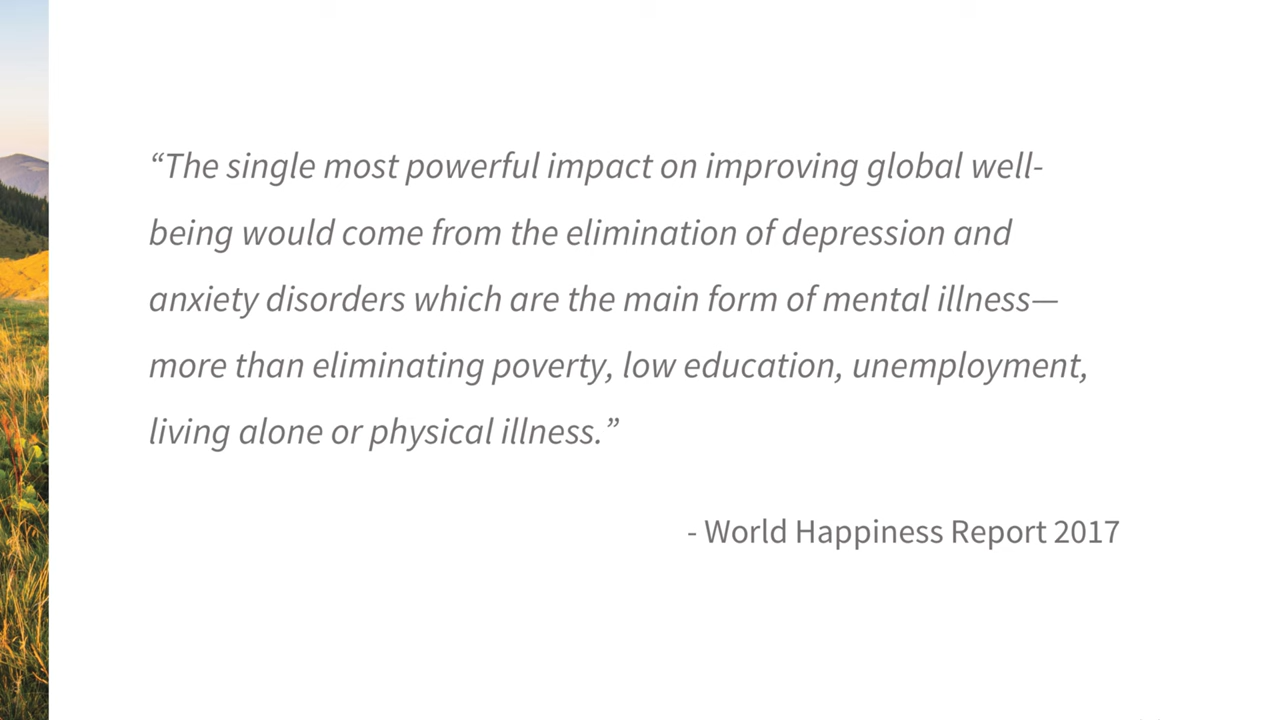 “The single most powerful impact on improving global well-
being would come from the elimination of depression and
anxiety disorders which are the main form of mental illness—
more than eliminating poverty, low education, unemployment,
living alone or physical illness.”
- World Happiness Report 2017